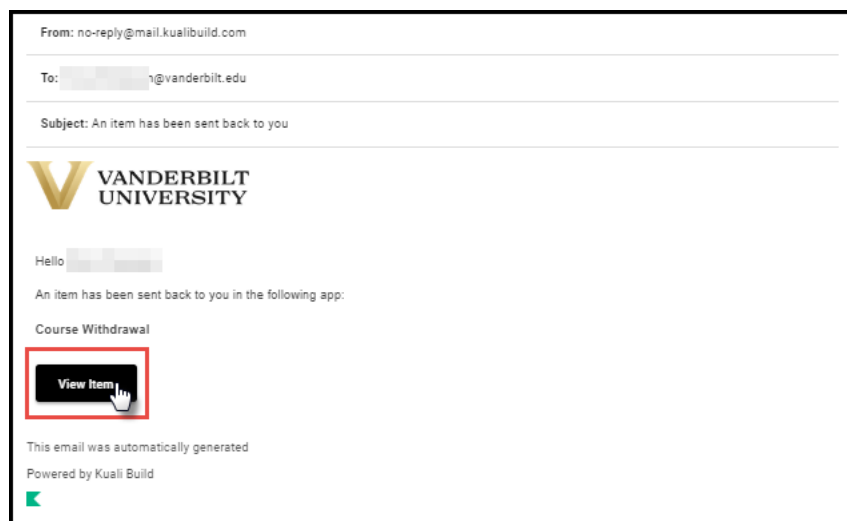 From: no-reply@mail.kualibuild.com
To: @vanderbilt.edu
Subject: An item has been sent back to you
VANDERBILT
UNIVERSITY
Hello
An item has been sent back to you in the following app:
Course Withdrawal
View Item
This email was automatically generated
Powered by Kuali Build